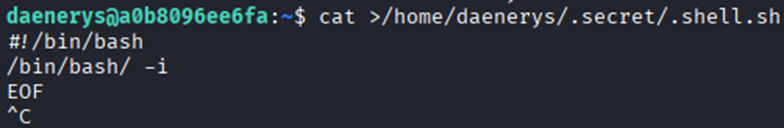 daenerys@a0b8096ee6fa:~$ cat >/home/daenerys/.secret/.shell.sh
#!/bin/bash
/bin/bash/ -i
EOF
^C